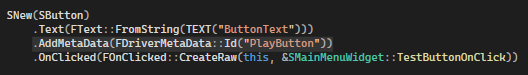 SNew(SButton)
.Text(FText::FromString(TEXT("ButtonText")))
.AddMetaData(FDriverMetaData::Id("PlayButton"))
.OnClicked(FOnClicked::CreateRaw(this, &SMainMenuWidget::TestButtonOnClick))